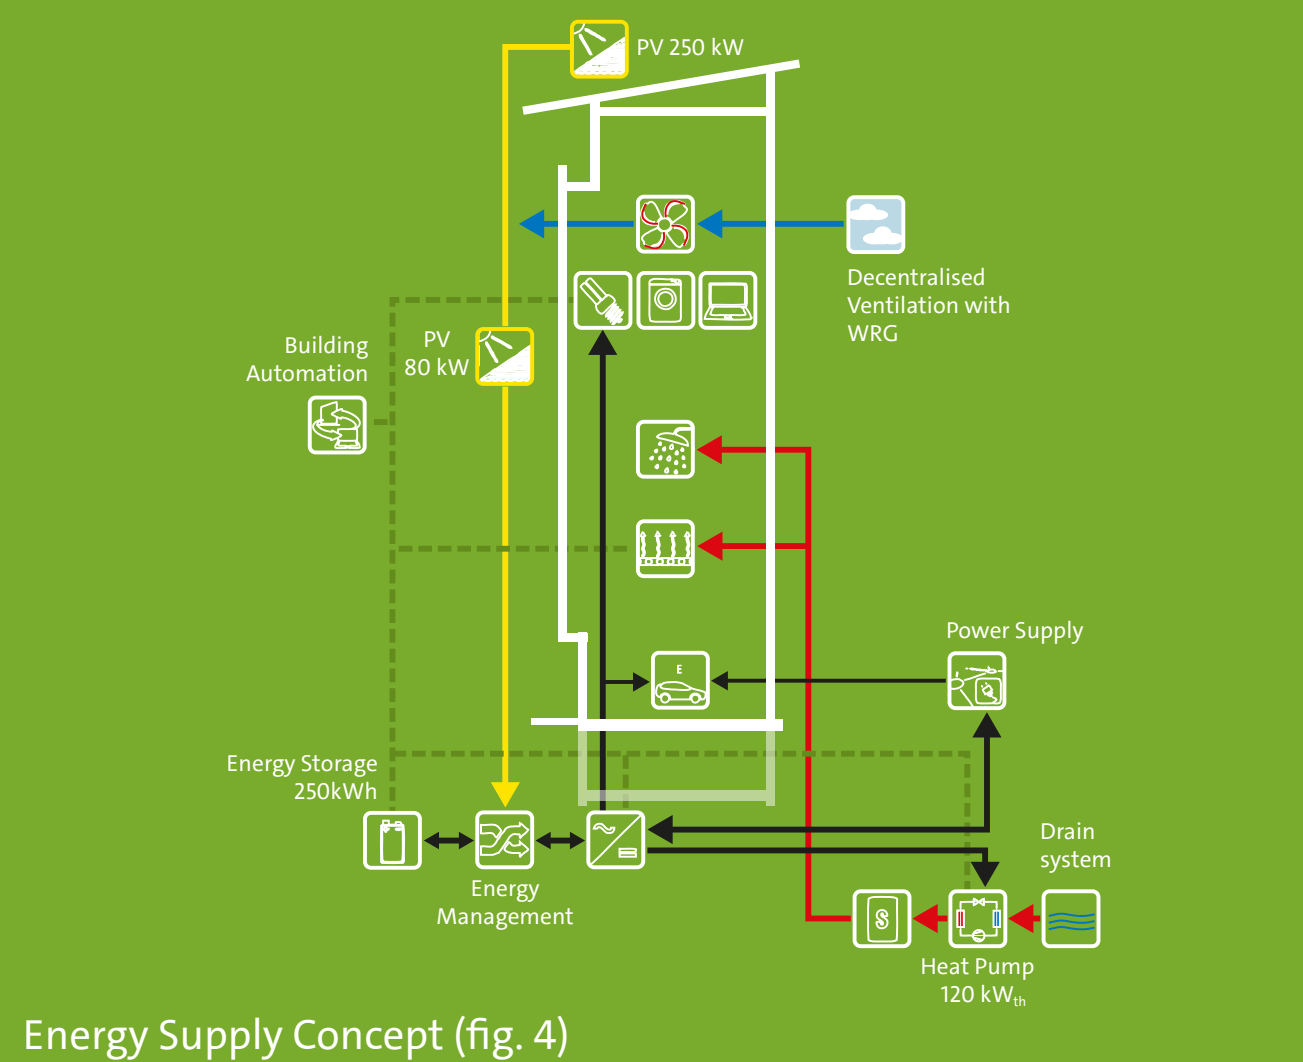 PV 250 kW
Decentralised
Ventilation with
WRG
PV
80 kW
Building
Automation
E
Power Supply
Energy Storage
250kWh
Energy
Management
Drain
system
S
Heat Pump
120 kWth
Energy Supply Concept (fig. 4)